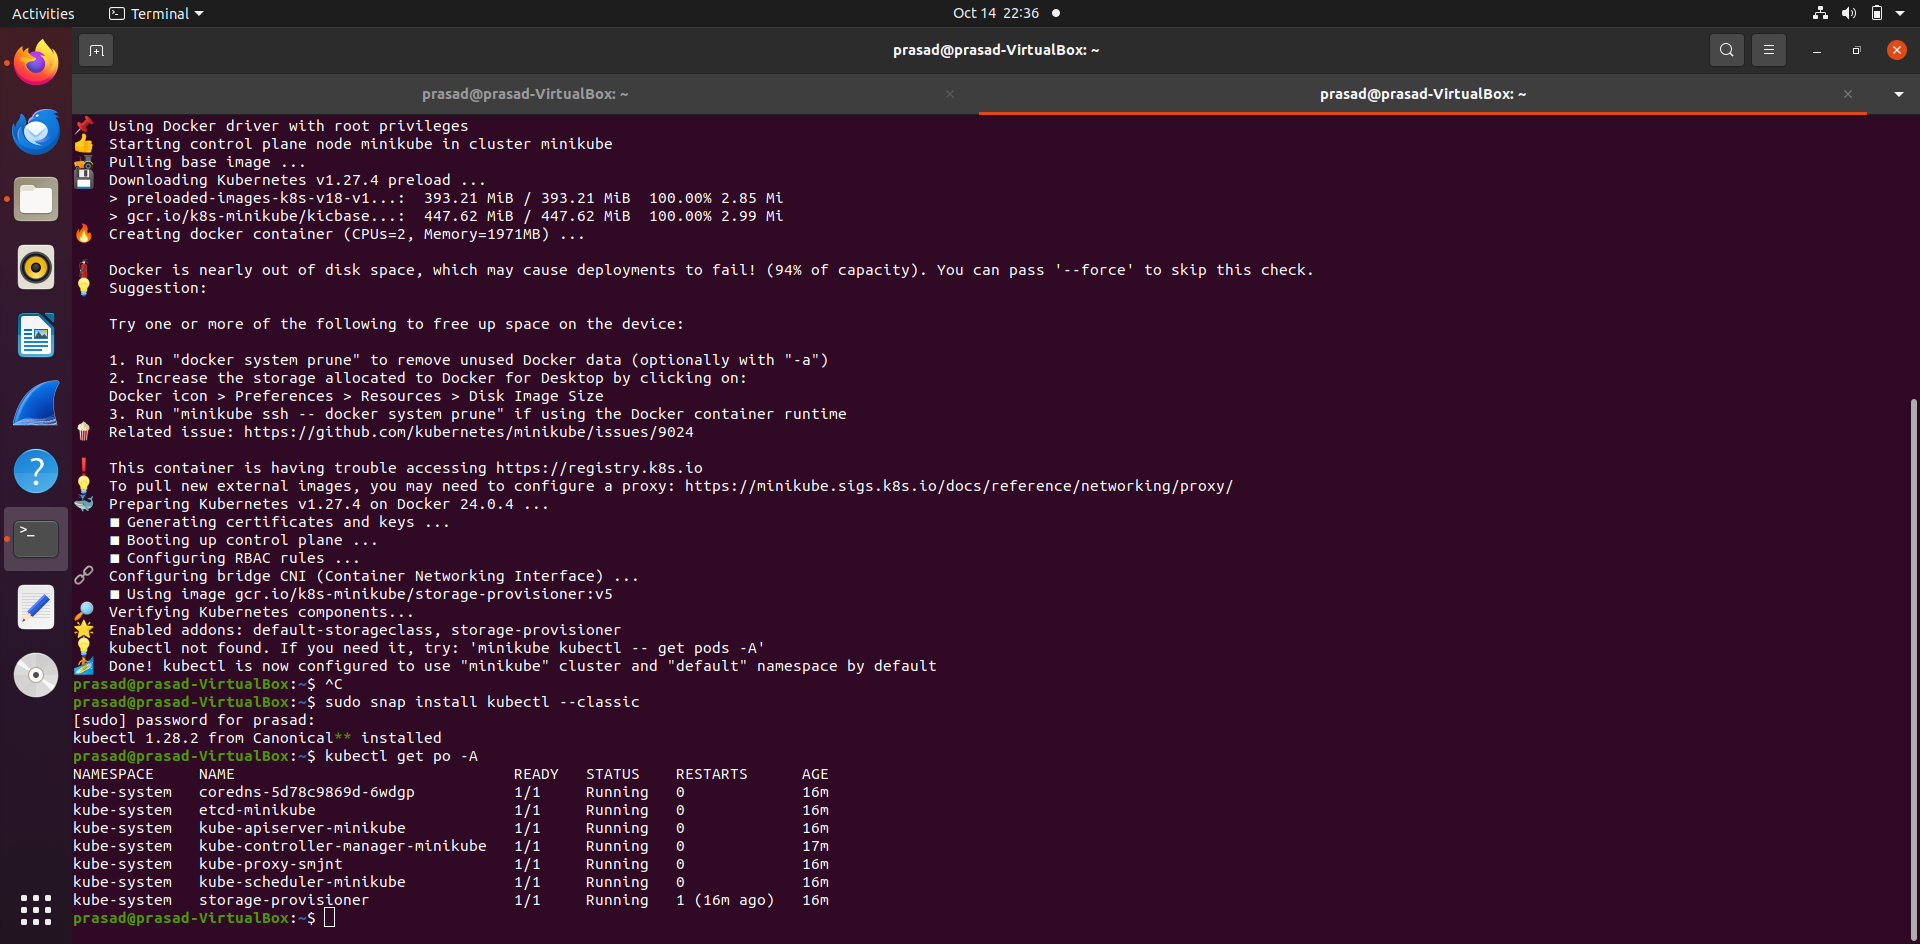 Activities
Terminal
Oct 14 22:36
prasad@prasad-VirtualBox: ~
prasad@prasad-VirtualBox: ~
prasad@prasad-VirtualBox: ~
Using Docker driver with root privileges
Starting control plane node minikube in cluster minikube
Pulling base image ...
Downloading Kubernetes v1.27.4 preload ...
> preloaded-images-k8s-v18-v1...:  393.21 MiB / 393.21 MiB  100.00% 2.85 Mi
> gcr.io/k8s-minikube/kicbase...:  447.62 MiB / 447.62 MiB  100.00% 2.99 Mi
Creating docker container (CPUs=2, Memory=1971MB) ...
Docker is nearly out of disk space, which may cause deployments to fail! (94% of capacity). You can pass '--force' to skip this check.
Suggestion:
Try one or more of the following to free up space on the device:
1. Run "docker system prune" to remove unused Docker data (optionally with "-a")
2. Increase the storage allocated to Docker for Desktop by clicking on:
Docker icon > Preferences > Resources > Disk Image Size
3. Run "minikube ssh -- docker system prune" if using the Docker container runtime
Related issue: https://github.com/kubernetes/minikube/issues/9024
This container is having trouble accessing https://registry.k8s.io
To pull new external images, you may need to configure a proxy: https://minikube.sigs.k8s.io/docs/reference/networking/proxy/
Preparing Kubernetes v1.27.4 on Docker 24.0.4 ...
■ Generating certificates and keys ...
■ Booting up control plane ...
■ Configuring RBAC rules ...
Configuring bridge CNI (Container Networking Interface) ...
■ Using image gcr.io/k8s-minikube/storage-provisioner:v5
Verifying Kubernetes components...
Enabled addons: default-storageclass, storage-provisioner
kubectl not found. If you need it, try: 'minikube kubectl -- get pods -A'
Done! kubectl is now configured to use "minikube" cluster and "default" namespace by default
prasad@prasad-VirtualBox:~$ ^C
prasad@prasad-VirtualBox:~$ sudo snap install kubectl --classic
[sudo] password for prasad:
kubectl 1.28.2 from Canonical** installed
prasad@prasad-VirtualBox:~$ kubectl get po -A
NAMESPACE     NAME                               READY   STATUS    RESTARTS      AGE
kube-system   coredns-5d78c9869d-6wdgp           1/1     Running   0             16m
kube-system   etcd-minikube                      1/1     Running   0             16m
kube-system   kube-apiserver-minikube            1/1     Running   0             16m
kube-system   kube-controller-manager-minikube   1/1     Running   0             17m
kube-system   kube-proxy-smjnt                   1/1     Running   0             16m
kube-system   kube-scheduler-minikube            1/1     Running   0             16m
kube-system   storage-provisioner                1/1     Running   1 (16m ago)   16m
prasad@prasad-VirtualBox:~$